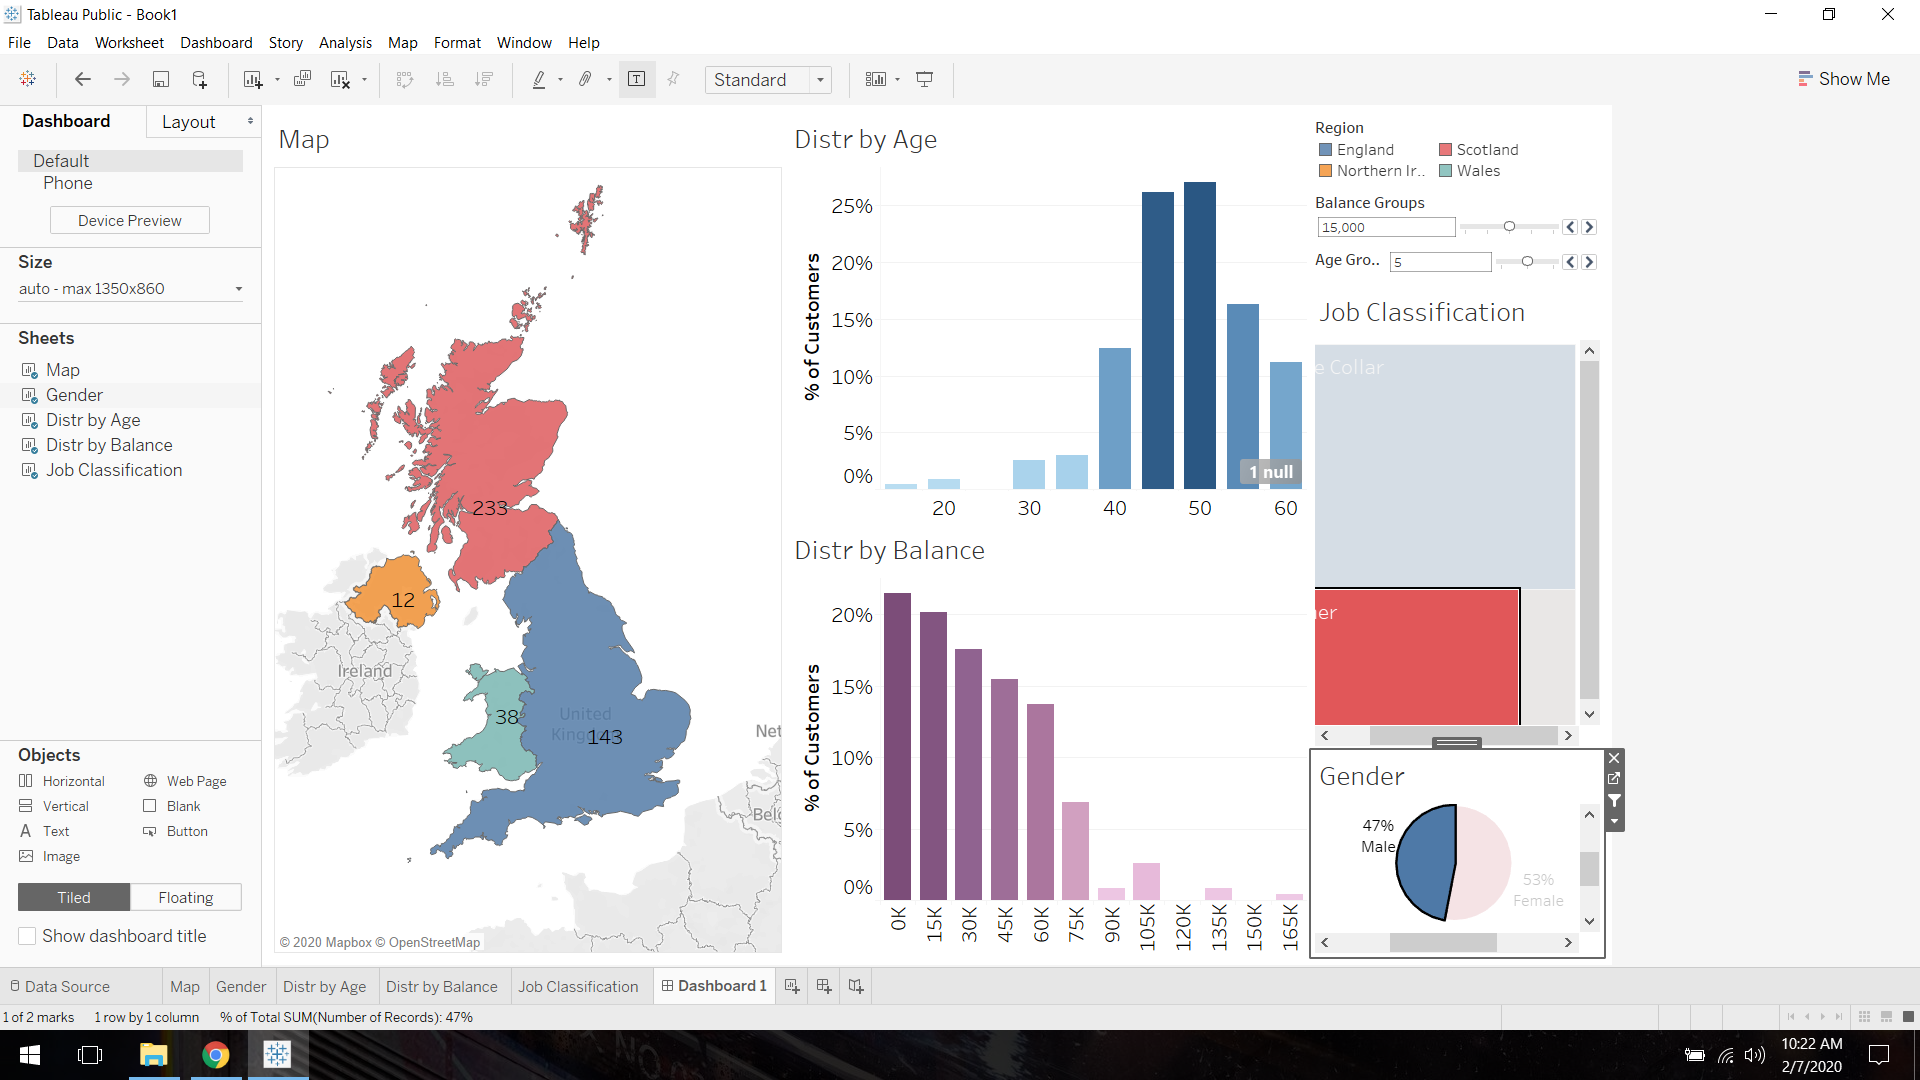 Tableau Public - Book1
File Data Worksheet Dashboard Story Analysis Map Format Window Help
Standard
Show Me
Dashboard
Layout
Default
Phone
Device Preview
Size
auto - max 1350x860
Sheets
Map
Gender
Distr by Age
Distr by Balance
Job Classification
Objects
Horizontal Web Page
Vertical Blank
Text Button
Image
Tiled Floating
Show dashboard title
Map
233
12
Ireland
38
United
143
Net
Belg
© 2020 Mapbox © OpenStreetMap
Distr by Age
% of Customers
25%
20%
15%
10%
5%
0%
1 null
20 30 40 50 60
Distr by Balance
% of Customers
20%
15%
10%
5%
0%
0K 15K 30K 45K 60K 75K 90K 105K 120K 135K 150K 165K
Region
England Scotland
Northern Ir.. Wales
Balance Groups
15,000
Age Gro.. 5
Job Classification
e Collar
er
Gender
47%
Male
53%
Female
Data Source Map Gender Distr by Age Distr by Balance Job Classification Dashboard 1
1 of 2 marks 1 row by 1 column % of Total SUM(Number of Records): 47%
10:22 AM
2/7/2020